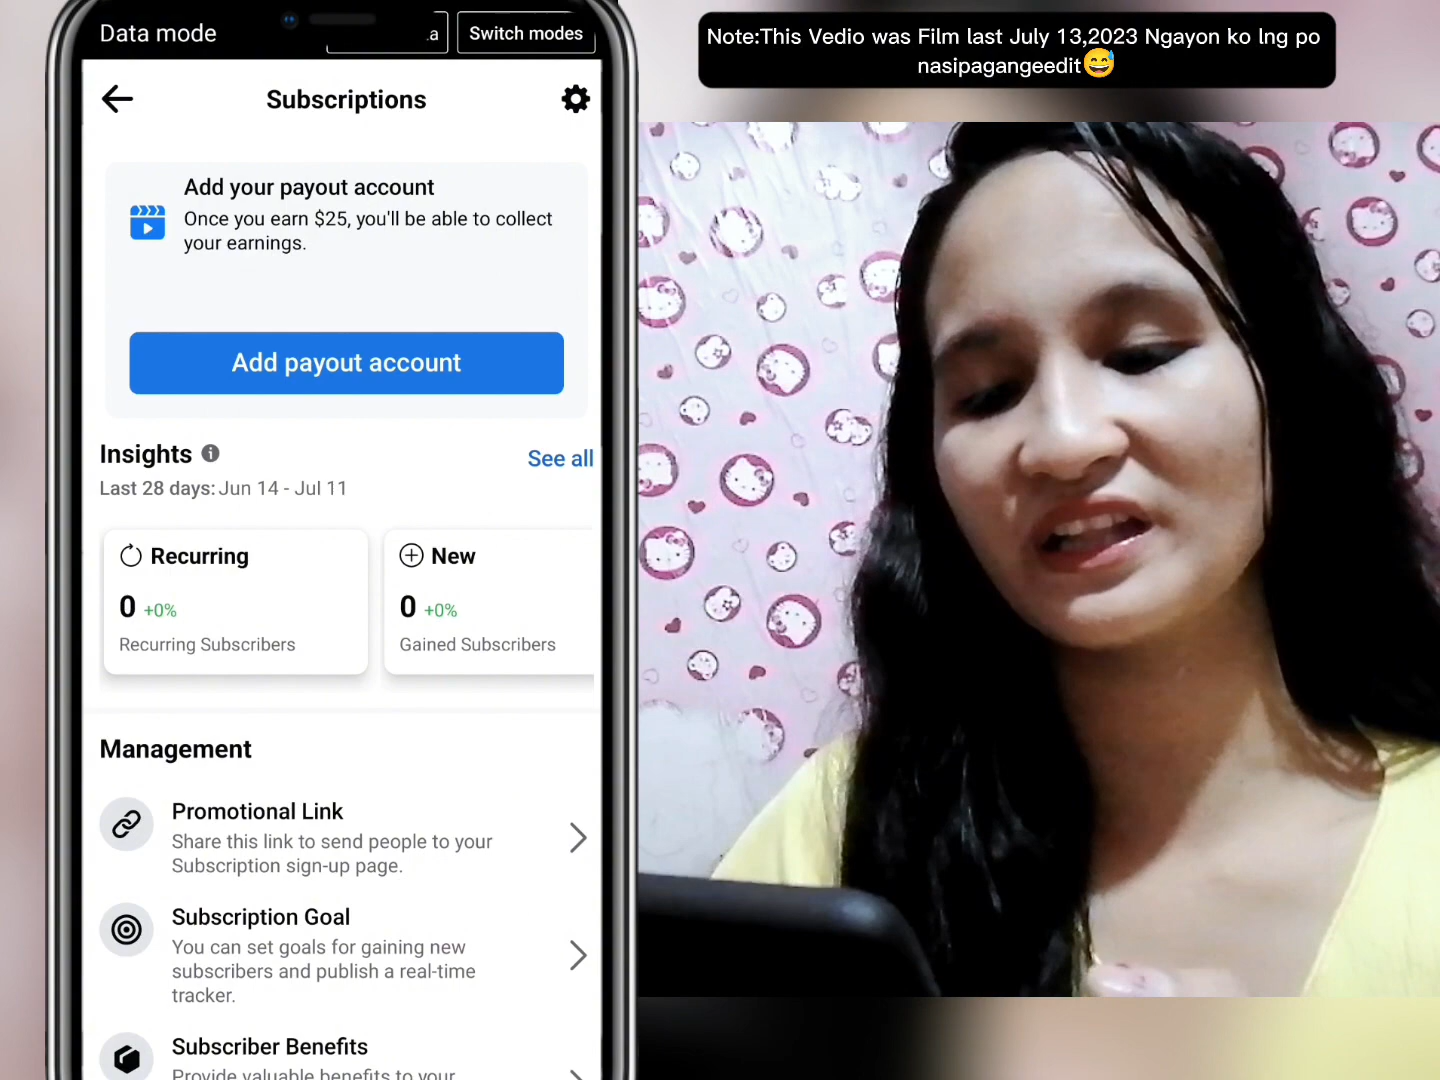 Data mode
a
Switch modes
Note:This Vedio was Film last July 13,2023 Ngayon ko lng po
nasipagangeedit😅
Subscriptions
Add your payout account
Once you earn $25, you'll be able to collect
your earnings.
Add payout account
Insights
See all
Last 28 days: Jun 14 - Jul 11
Recurring
0 +0%
Recurring Subscribers
New
0 +0%
Gained Subscribers
Management
Promotional Link
Share this link to send people to your
Subscription sign-up page.
Subscription Goal
You can set goals for gaining new
subscribers and publish a real-time
tracker.
Subscriber Benefits
Provide valuable benefits to your